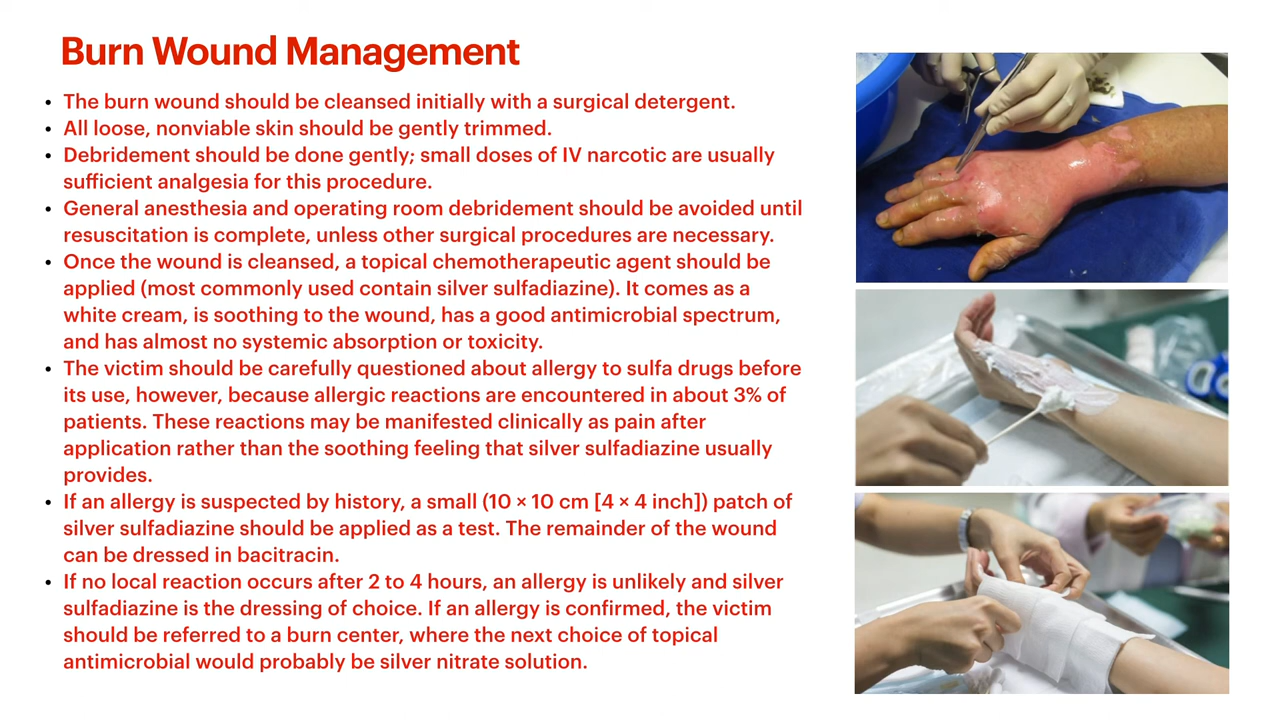 Burn Wound Management
• The burn wound should be cleansed initially with a surgical detergent.
• All loose, nonviable skin should be gently trimmed.
• Debridement should be done gently; small doses of IV narcotic are usually
sufficient analgesia for this procedure.
• General anesthesia and operating room debridement should be avoided until
resuscitation is complete, unless other surgical procedures are necessary.
• Once the wound is cleansed, a topical chemotherapeutic agent should be
applied (most commonly used contain silver sulfadiazine). It comes as a
white cream, is soothing to the wound, has a good antimicrobial spectrum,
and has almost no systemic absorption or toxicity.
• The victim should be carefully questioned about allergy to sulfa drugs before
its use, however, because allergic reactions are encountered in about 3% of
patients. These reactions may be manifested clinically as pain after
application rather than the soothing feeling that silver sulfadiazine usually
provides.
• If an allergy is suspected by history, a small (10 × 10 cm [4 × 4 inch]) patch of
silver sulfadiazine should be applied as a test. The remainder of the wound
can be dressed in bacitracin.
• If no local reaction occurs after 2 to 4 hours, an allergy is unlikely and silver
sulfadiazine is the dressing of choice. If an allergy is confirmed, the victim
should be referred to a burn center, where the next choice of topical
antimicrobial would probably be silver nitrate solution.